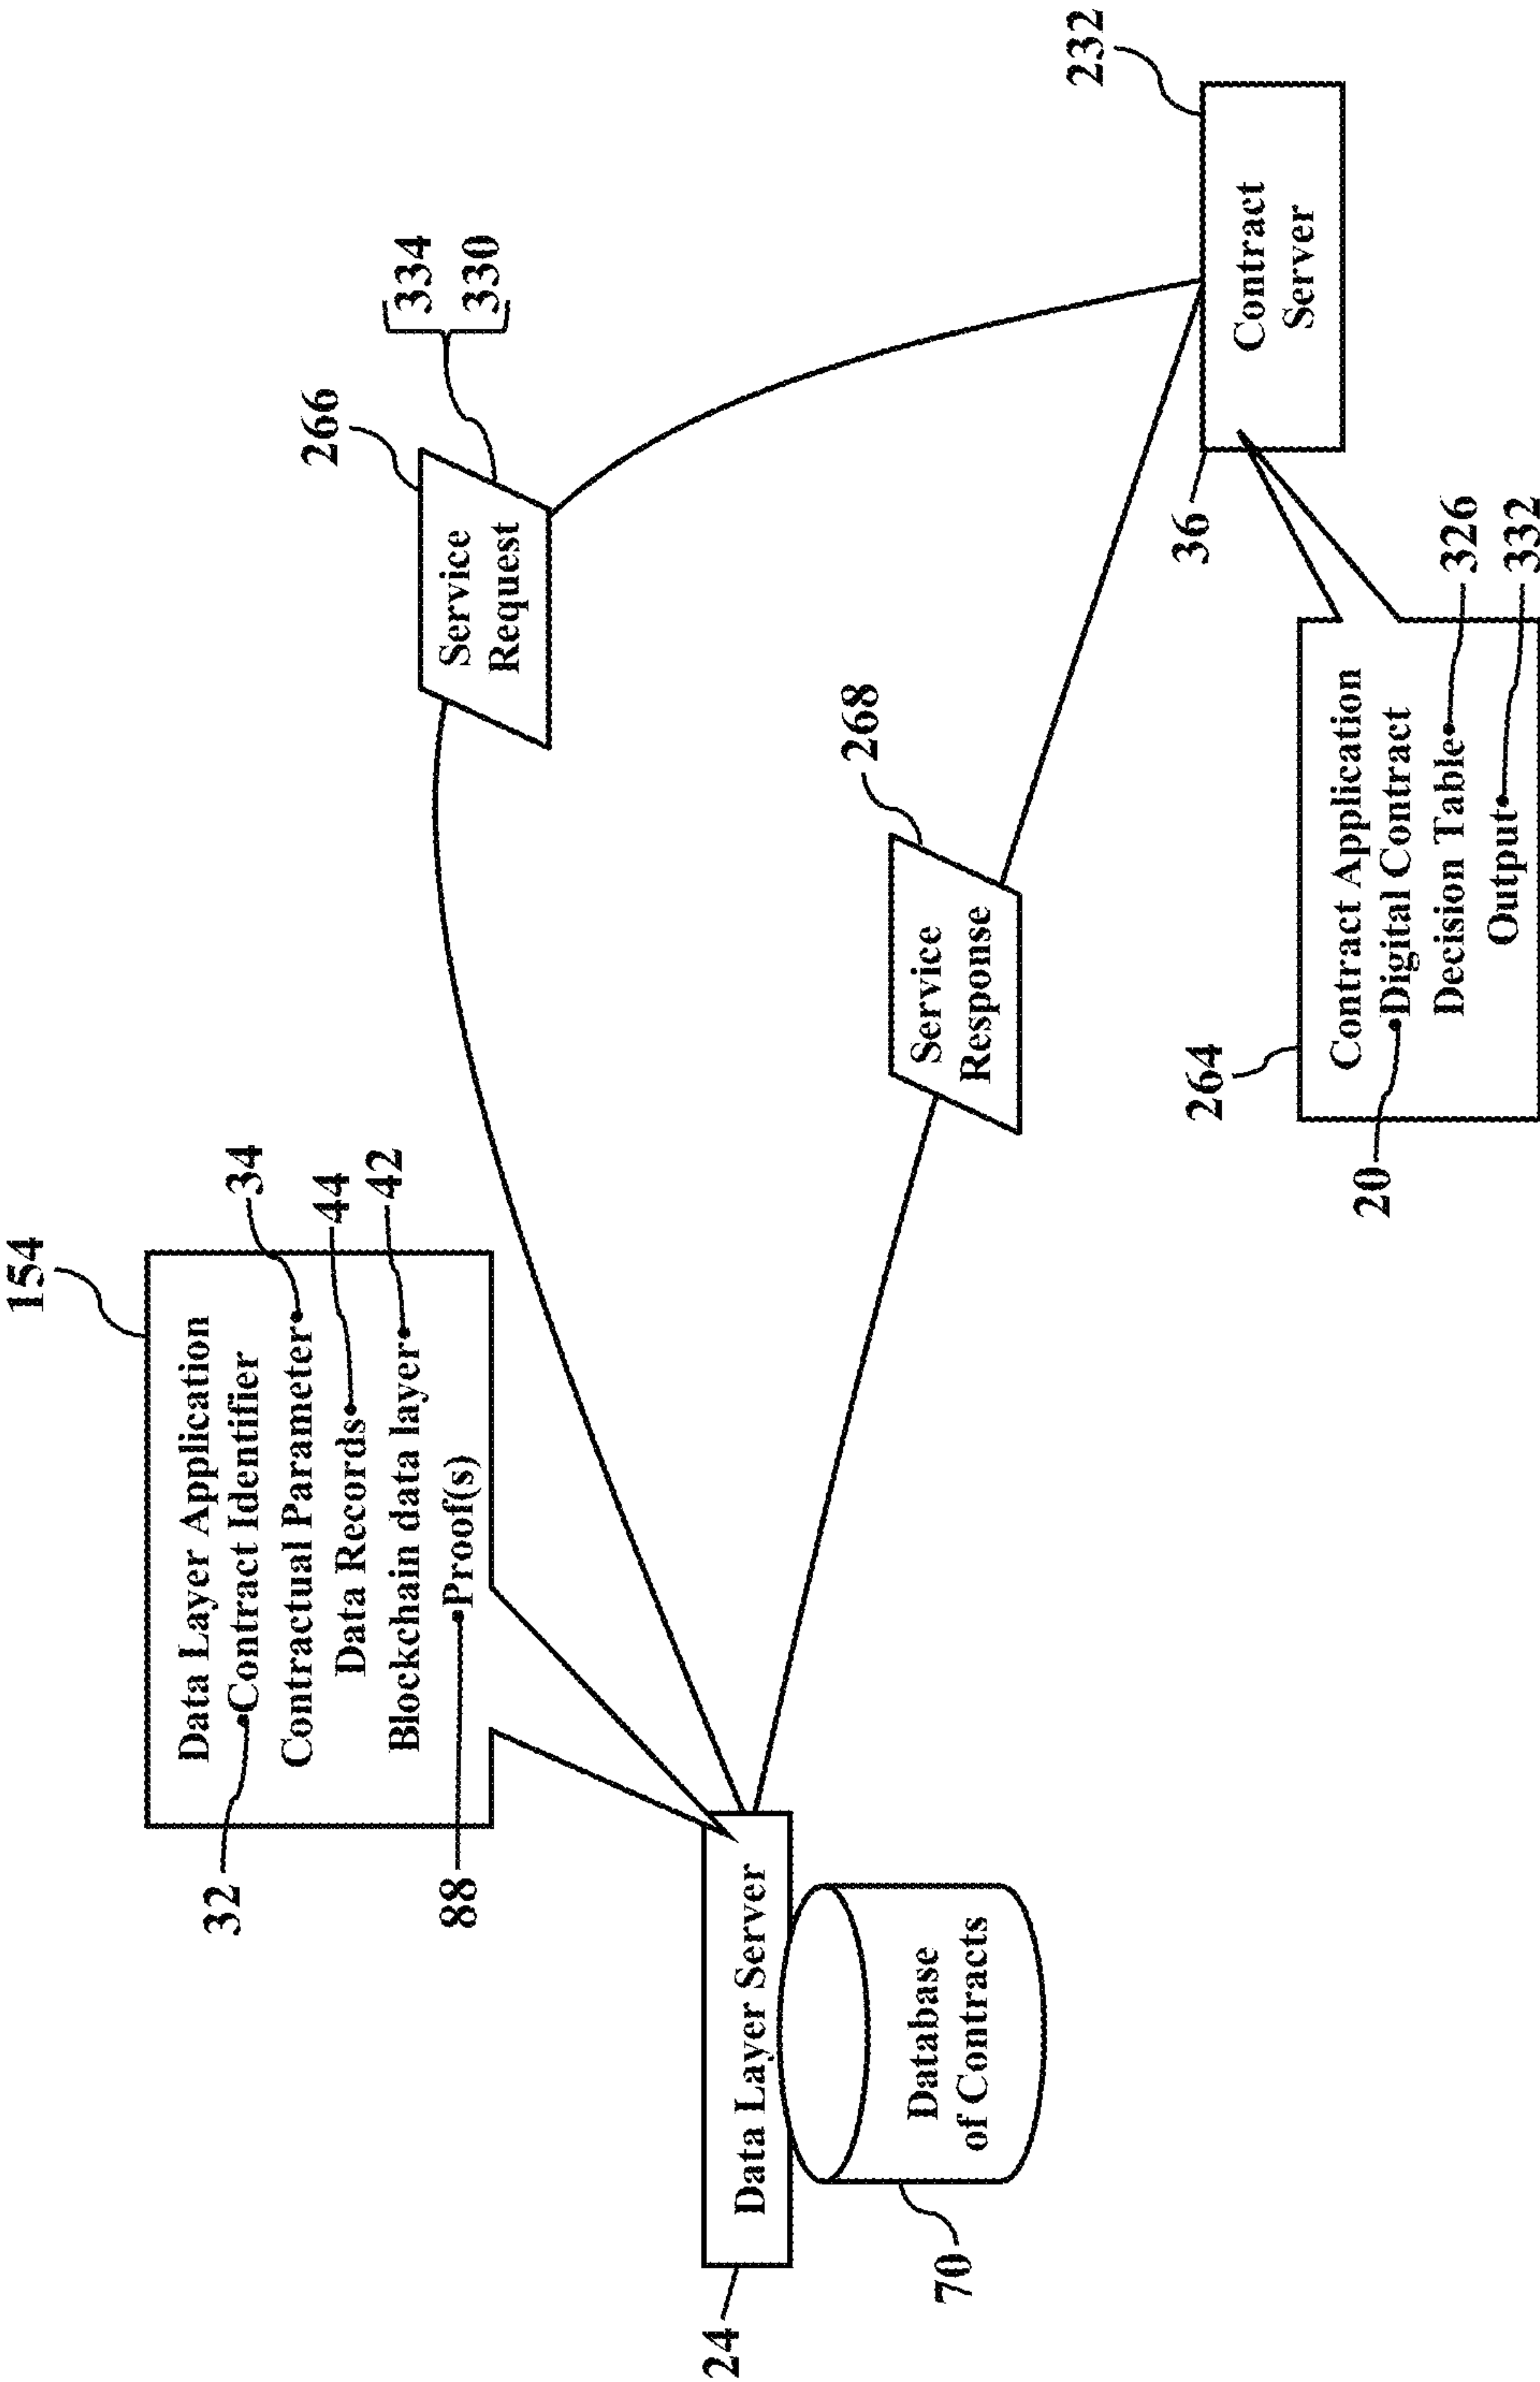 154
Data Layer Application
32
Contract Identifier
Contractual Parameter
34
Data Records
44
Blockchain data layer
42
88
Proof(s)
24
Data Layer Server
70
Database
of Contracts
266
Service
Request
334
330
268
Service
Response
232
36
Contract
Server
264
Contract Application
20
Digital Contract
Decision Table
326
Output
332